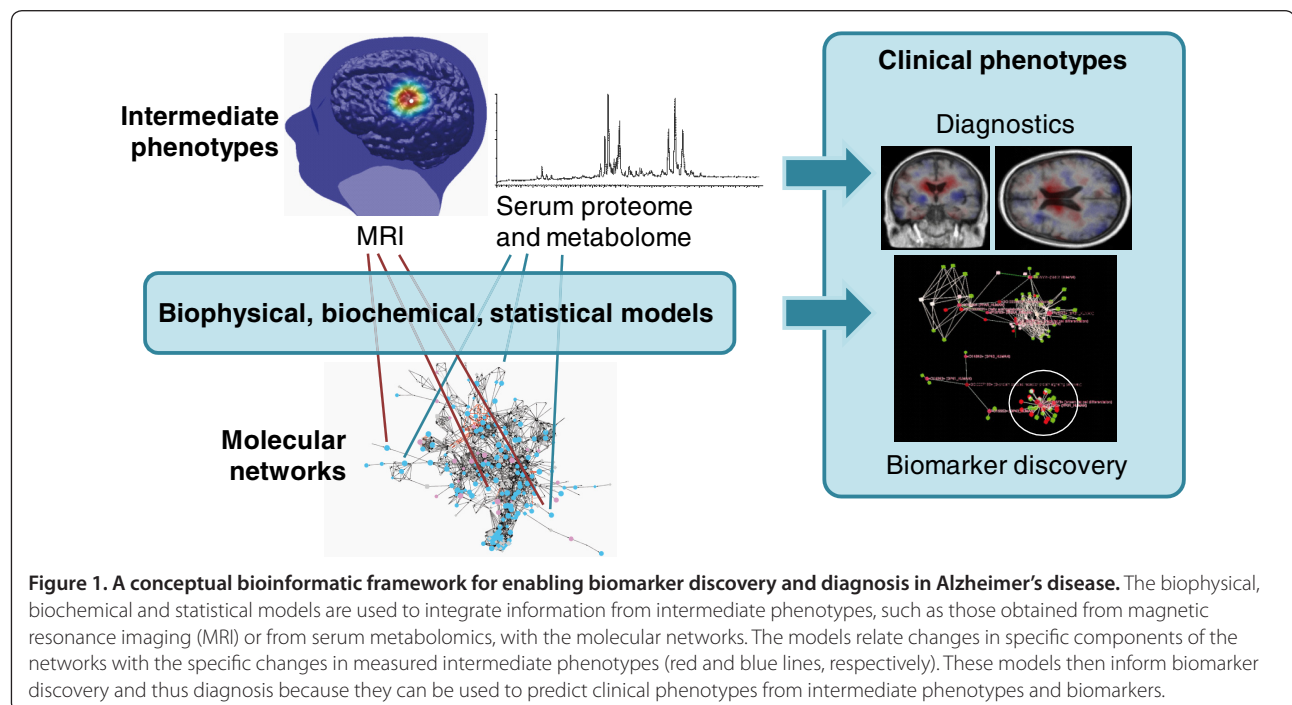 Intermediate
phenotypes
MRI
Serum proteome
and metabolome
Biophysical, biochemical, statistical models
Molecular
networks
Clinical phenotypes
Diagnostics
Biomarker discovery
Figure 1. A conceptual bioinformatic framework for enabling biomarker discovery and diagnosis in Alzheimer's disease. The biophysical,
biochemical and statistical models are used to integrate information from intermediate phenotypes, such as those obtained from magnetic
resonance imaging (MRI) or from serum metabolomics, with the molecular networks. The models relate changes in specific components of the
networks with the specific changes in measured intermediate phenotypes (red and blue lines, respectively). These models then inform biomarker
discovery and thus diagnosis because they can be used to predict clinical phenotypes from intermediate phenotypes and biomarkers.